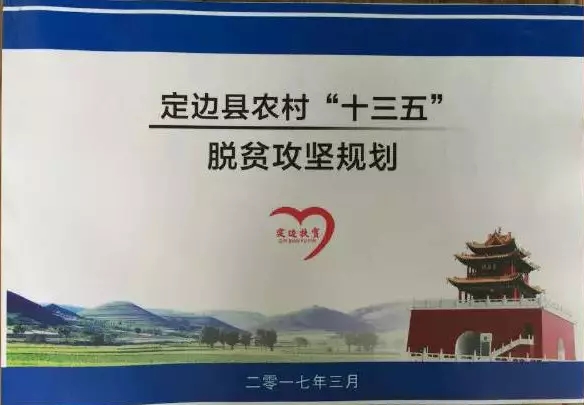 定边县农村“十三五”
脱贫攻坚规划
定边扶贫
二零一七年三月